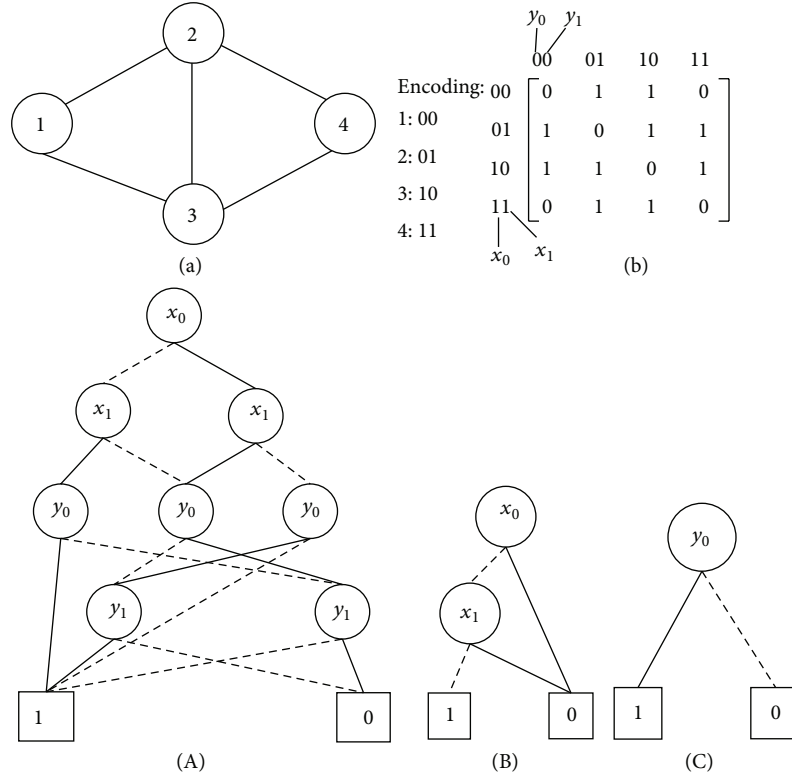 2
1
4
3
(a)
Encoding:
1: 00
2: 01
3: 10
4: 11
y0 y1
00 01 10 11
00 0 1 1 0
01 1 0 1 1
10 1 1 0 1
11 0 1 1 0
x0 x1
(b)
x0
x1 x1
y0 y0 y0
y1 y1
1 0
(A)
x0
x1
1 0
(B)
y0
1 0
(C)